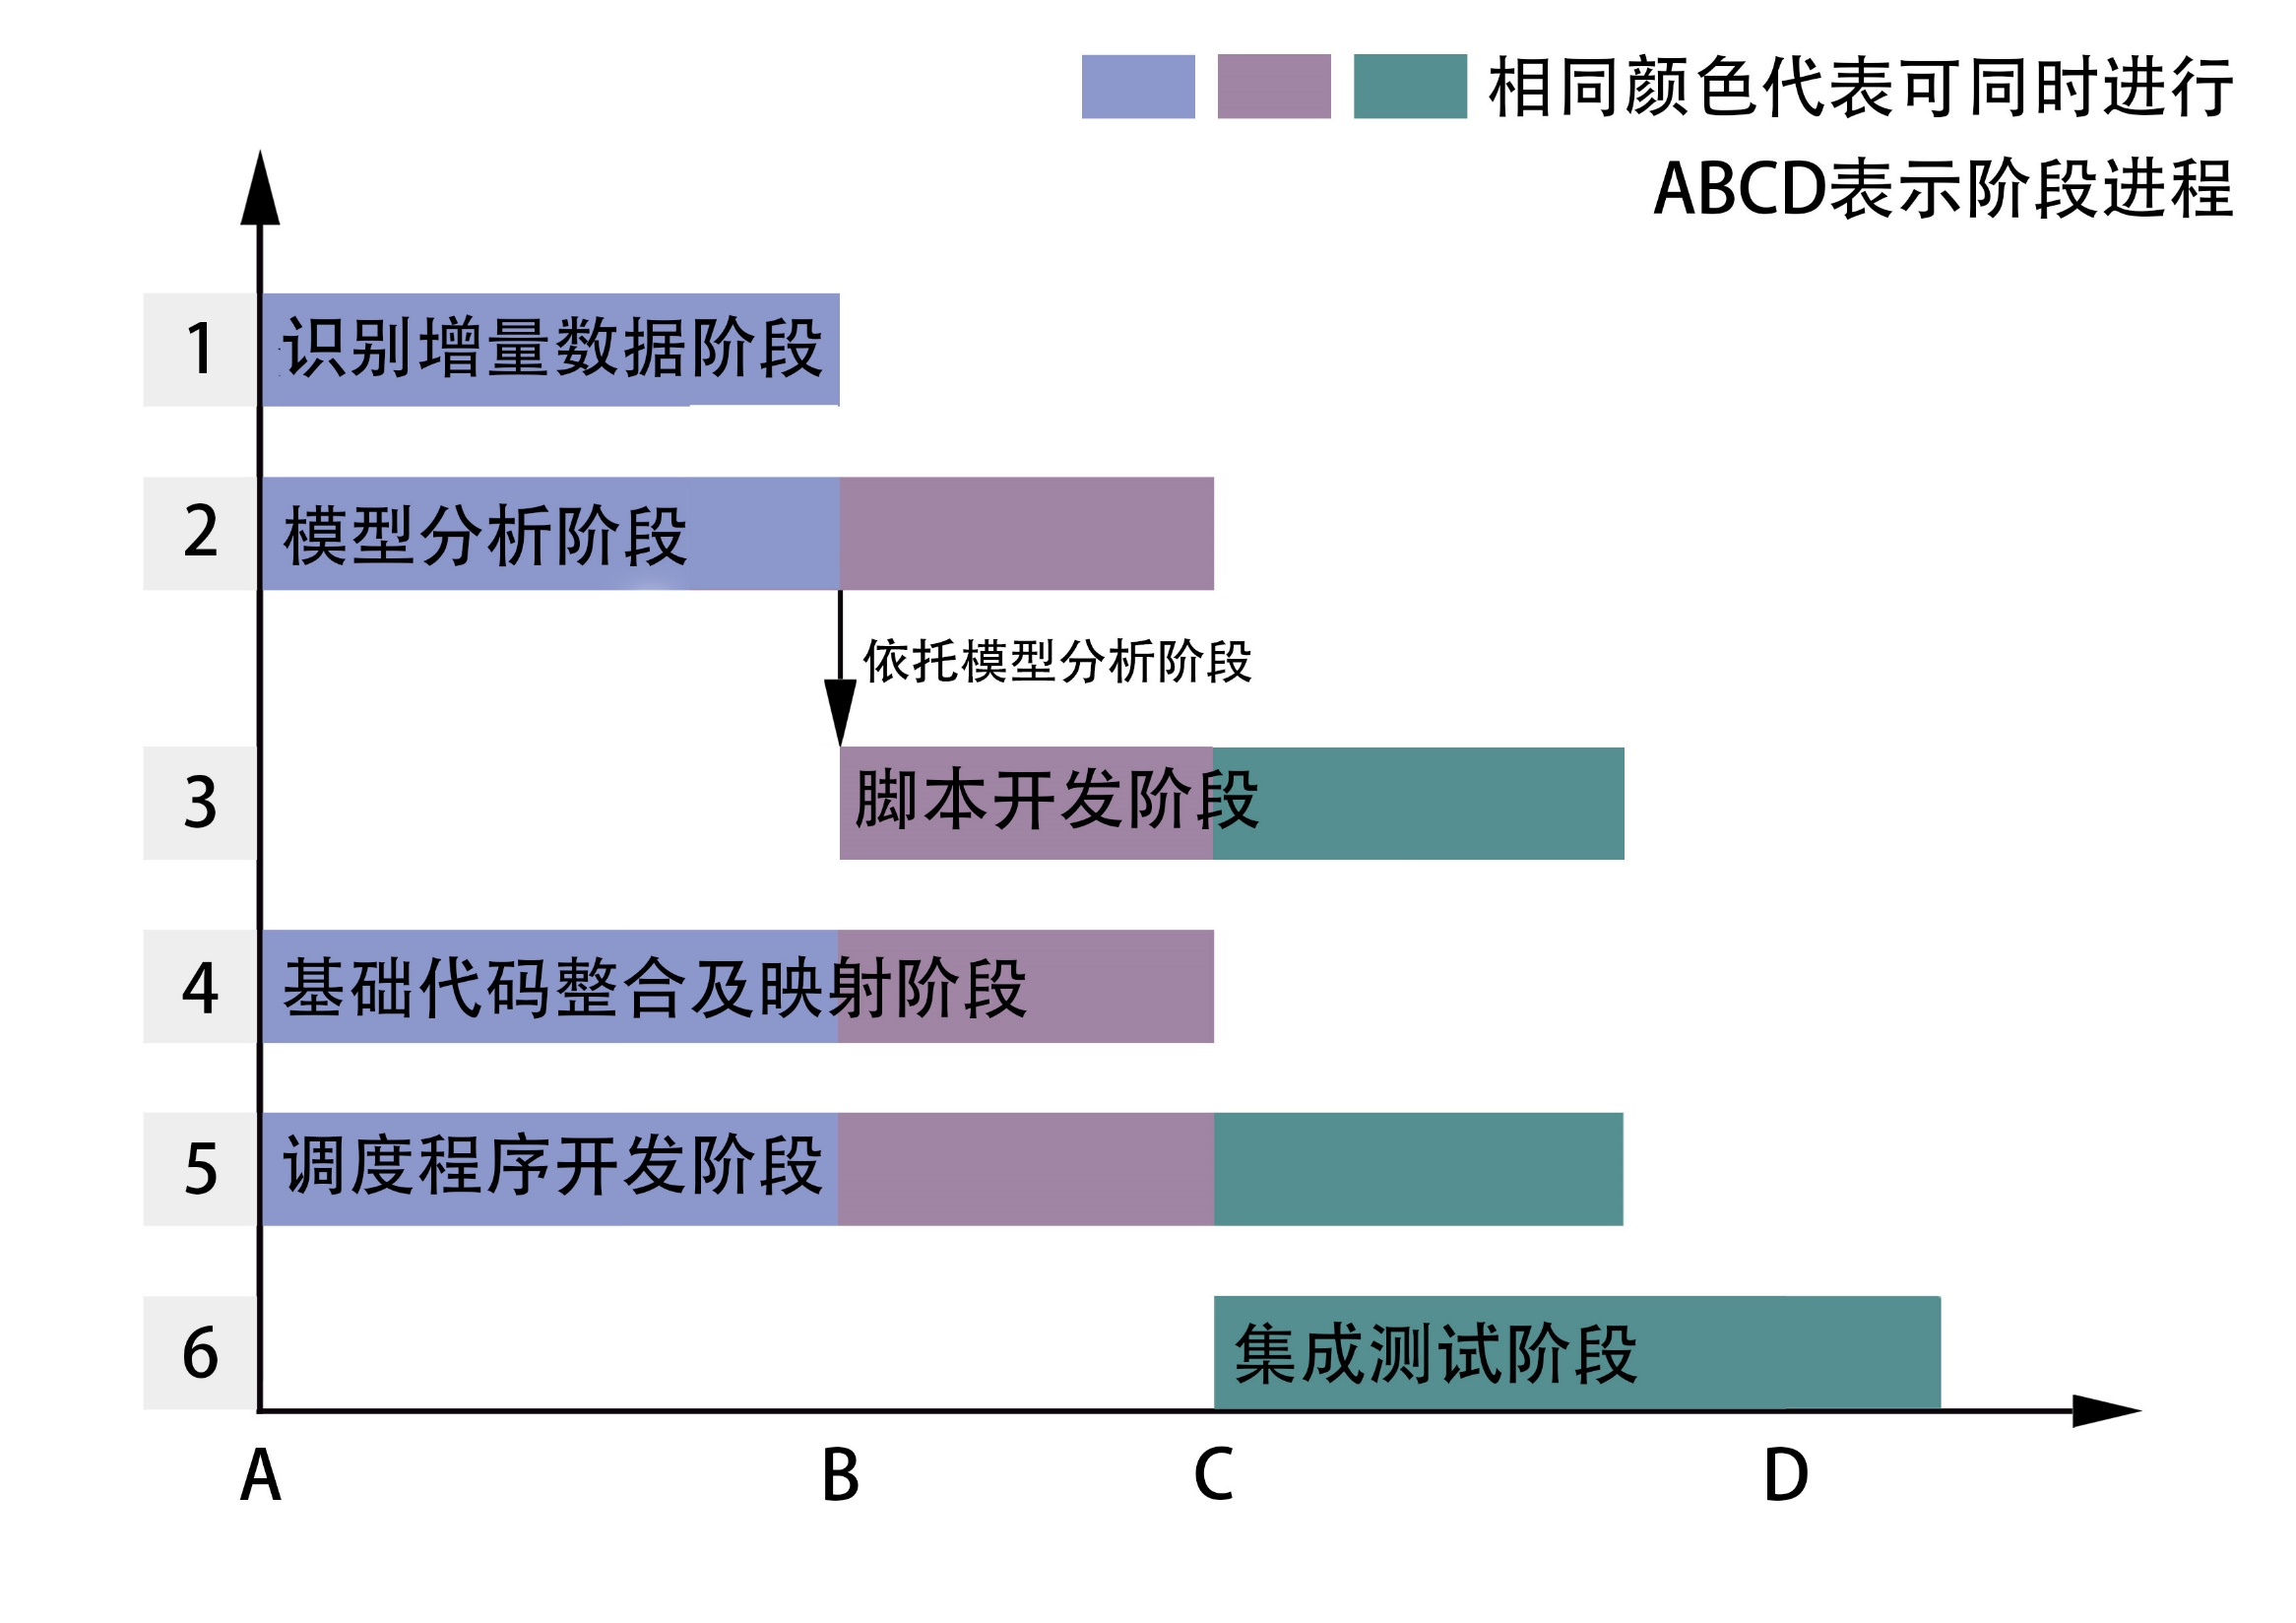 相同颜色代表可同时进行
ABCD表示阶段进程
1
识别增量数据阶段
2
模型分析阶段
依托模型分析阶段
3
脚本开发阶段
4
基础代码整合及映射阶段
5
调度程序开发阶段
6
集成测试阶段
A B C D